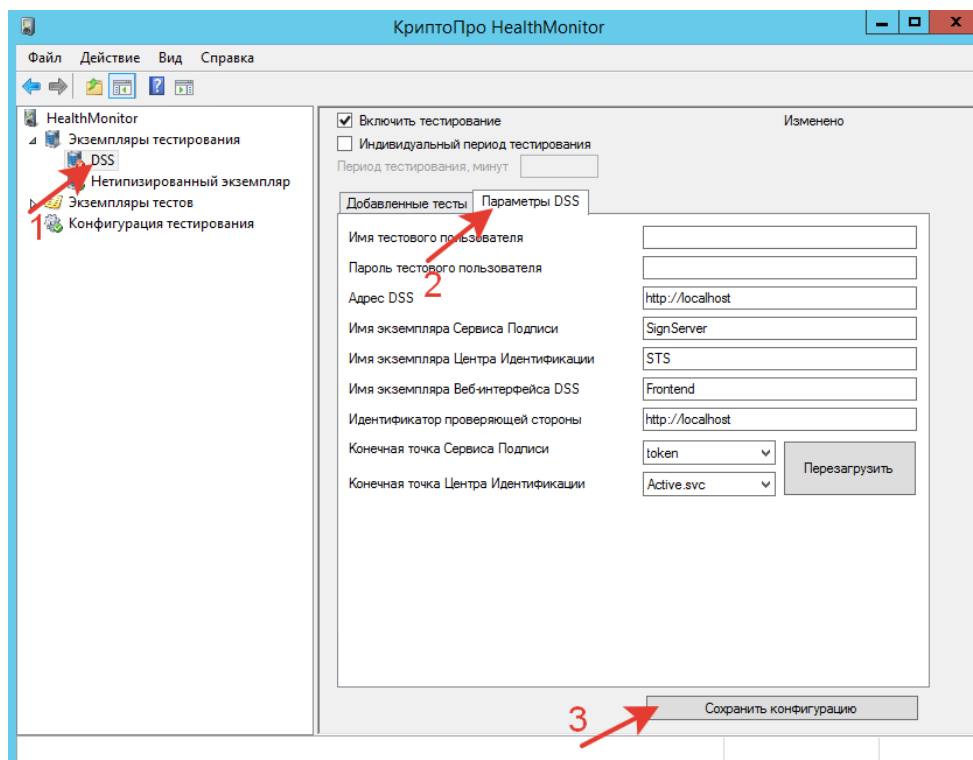 КриптоПро HealthMonitor
Файл Действие Вид Справка
HealthMonitor
Экземпляры тестирования
DSS
Нетипизированный экземпляр
Экземпляры тестов
Конфигурация тестирования
1
Включить тестирование
Изменено
Индивидуальный период тестирования
Период тестирования, минут
Добавленные тесты Параметры DSS
2
Имя тестового пользователя
Пароль тестового пользователя
Адрес DSS http://localhost
Имя экземпляра Сервиса Подписи SignServer
Имя экземпляра Центра Идентификации STS
Имя экземпляра Веб-интерфейса DSS Frontend
Идентификатор проверяющей стороны http://localhost
Конечная точка Сервиса Подписи token
Перезагрузить
Конечная точка Центра Идентификации Active.svc
3
Сохранить конфигурацию